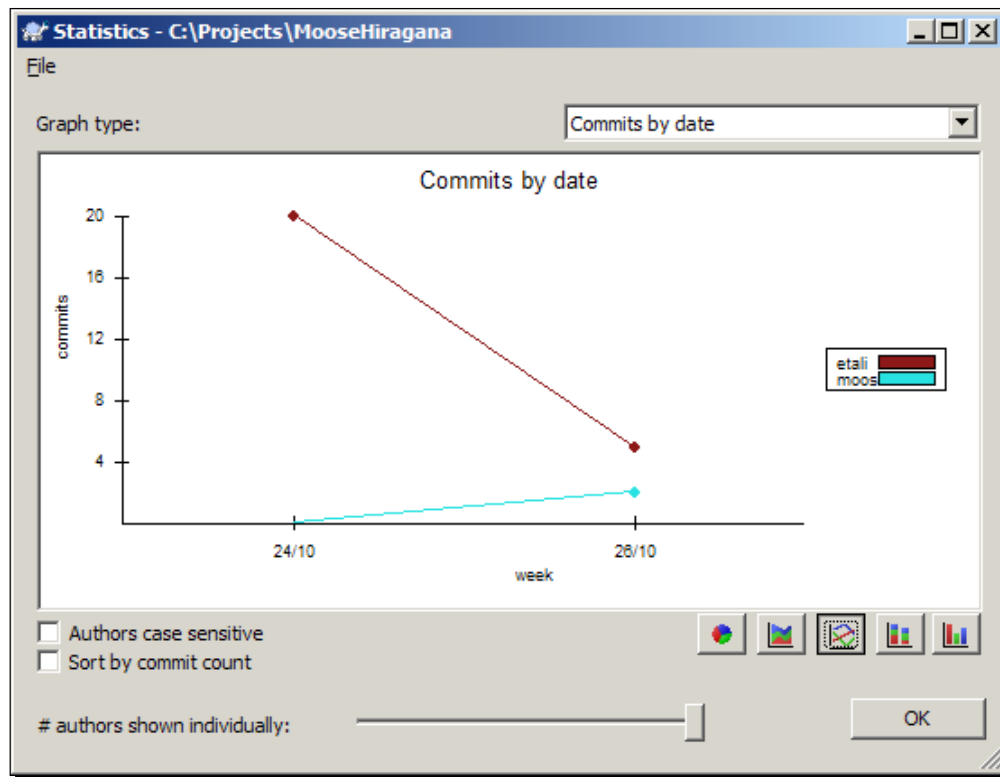 Statistics - C:\Projects\MooseHiragana
File
Graph type:
Commits by date
Commits by date
20
16
12
8
4
commits
etali
moos
24/10
26/10
week
Authors case sensitive
Sort by commit count
# authors shown individually:
OK